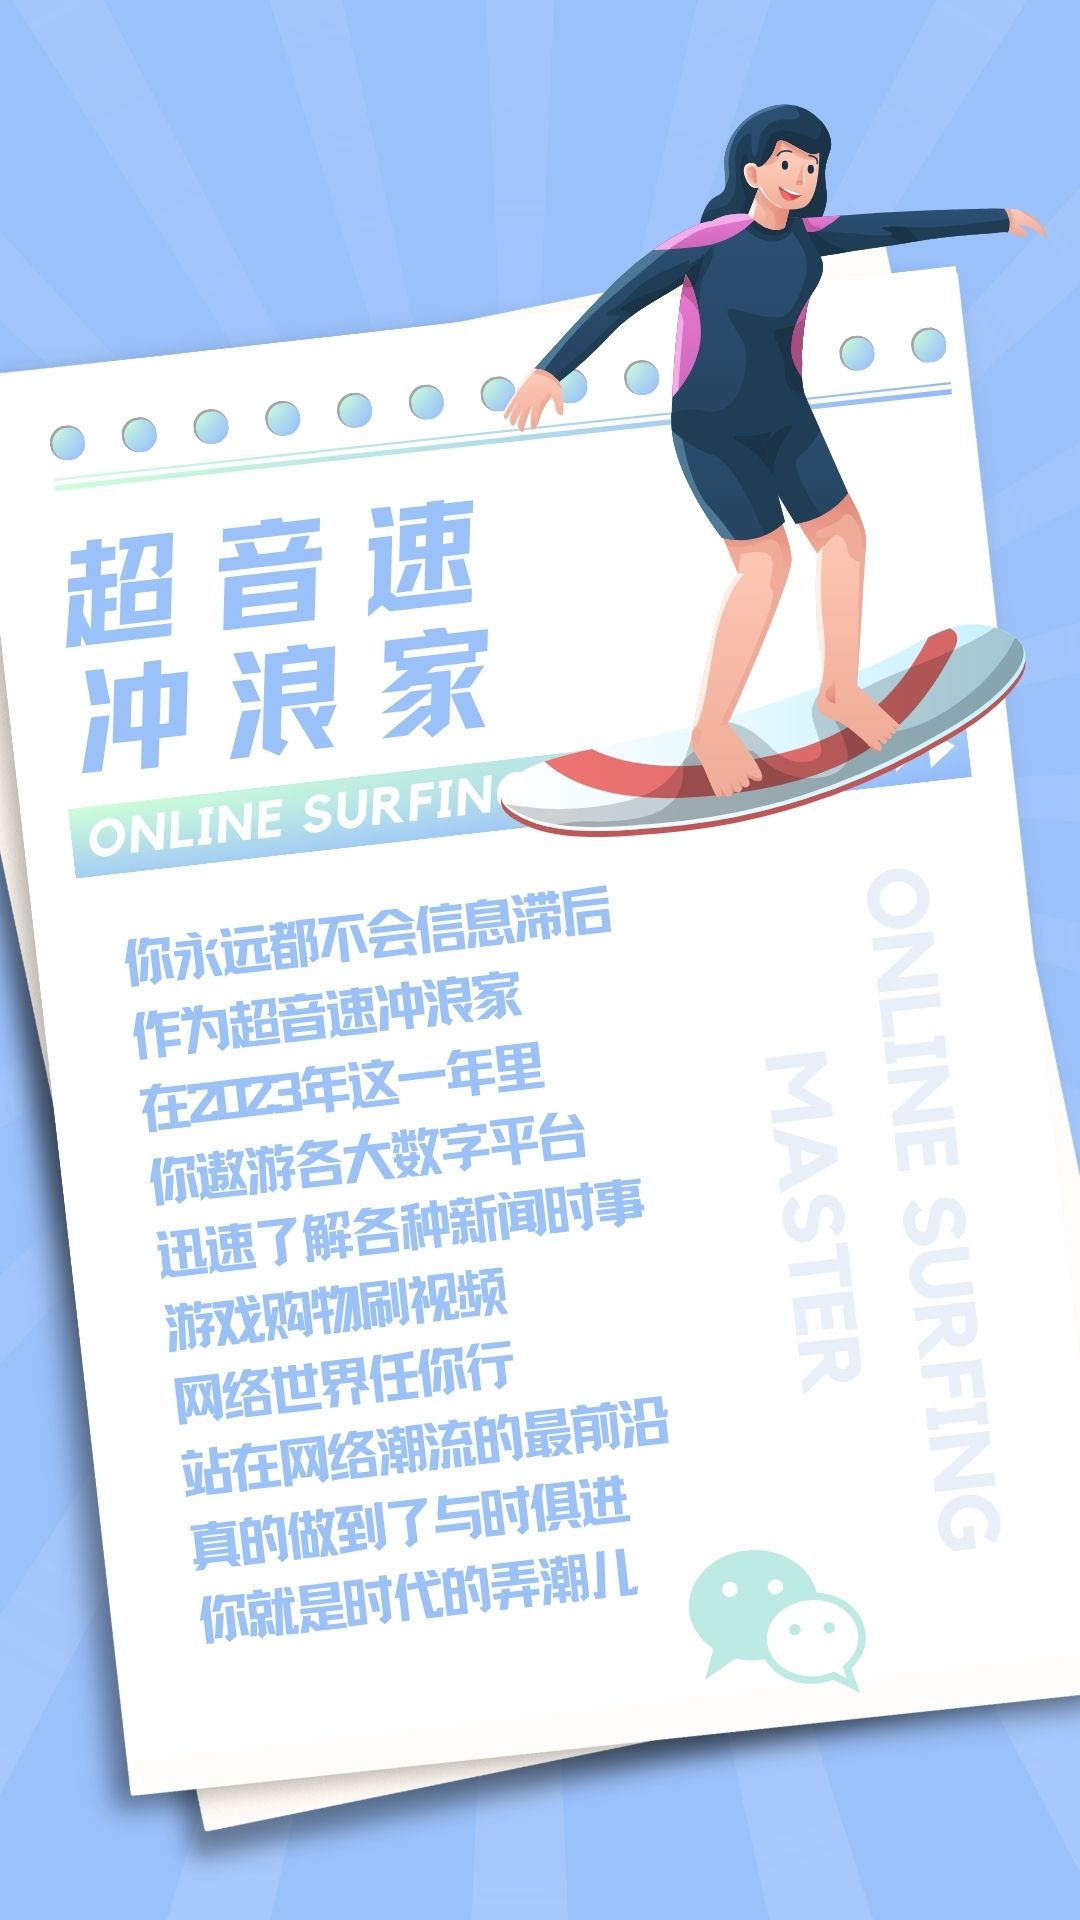 超音速
冲浪家
ONLINE SURFIN
你永远都不会信息滞后
作为超音速冲浪家
在2023年这一年里
你遨游各大数字平台
迅速了解各种新闻时事
游戏购物刷视频
网络世界任你行
站在网络潮流的最前沿
真的做到了与时俱进
你就是时代的弄潮儿
ONLINE SURFING
MASTER